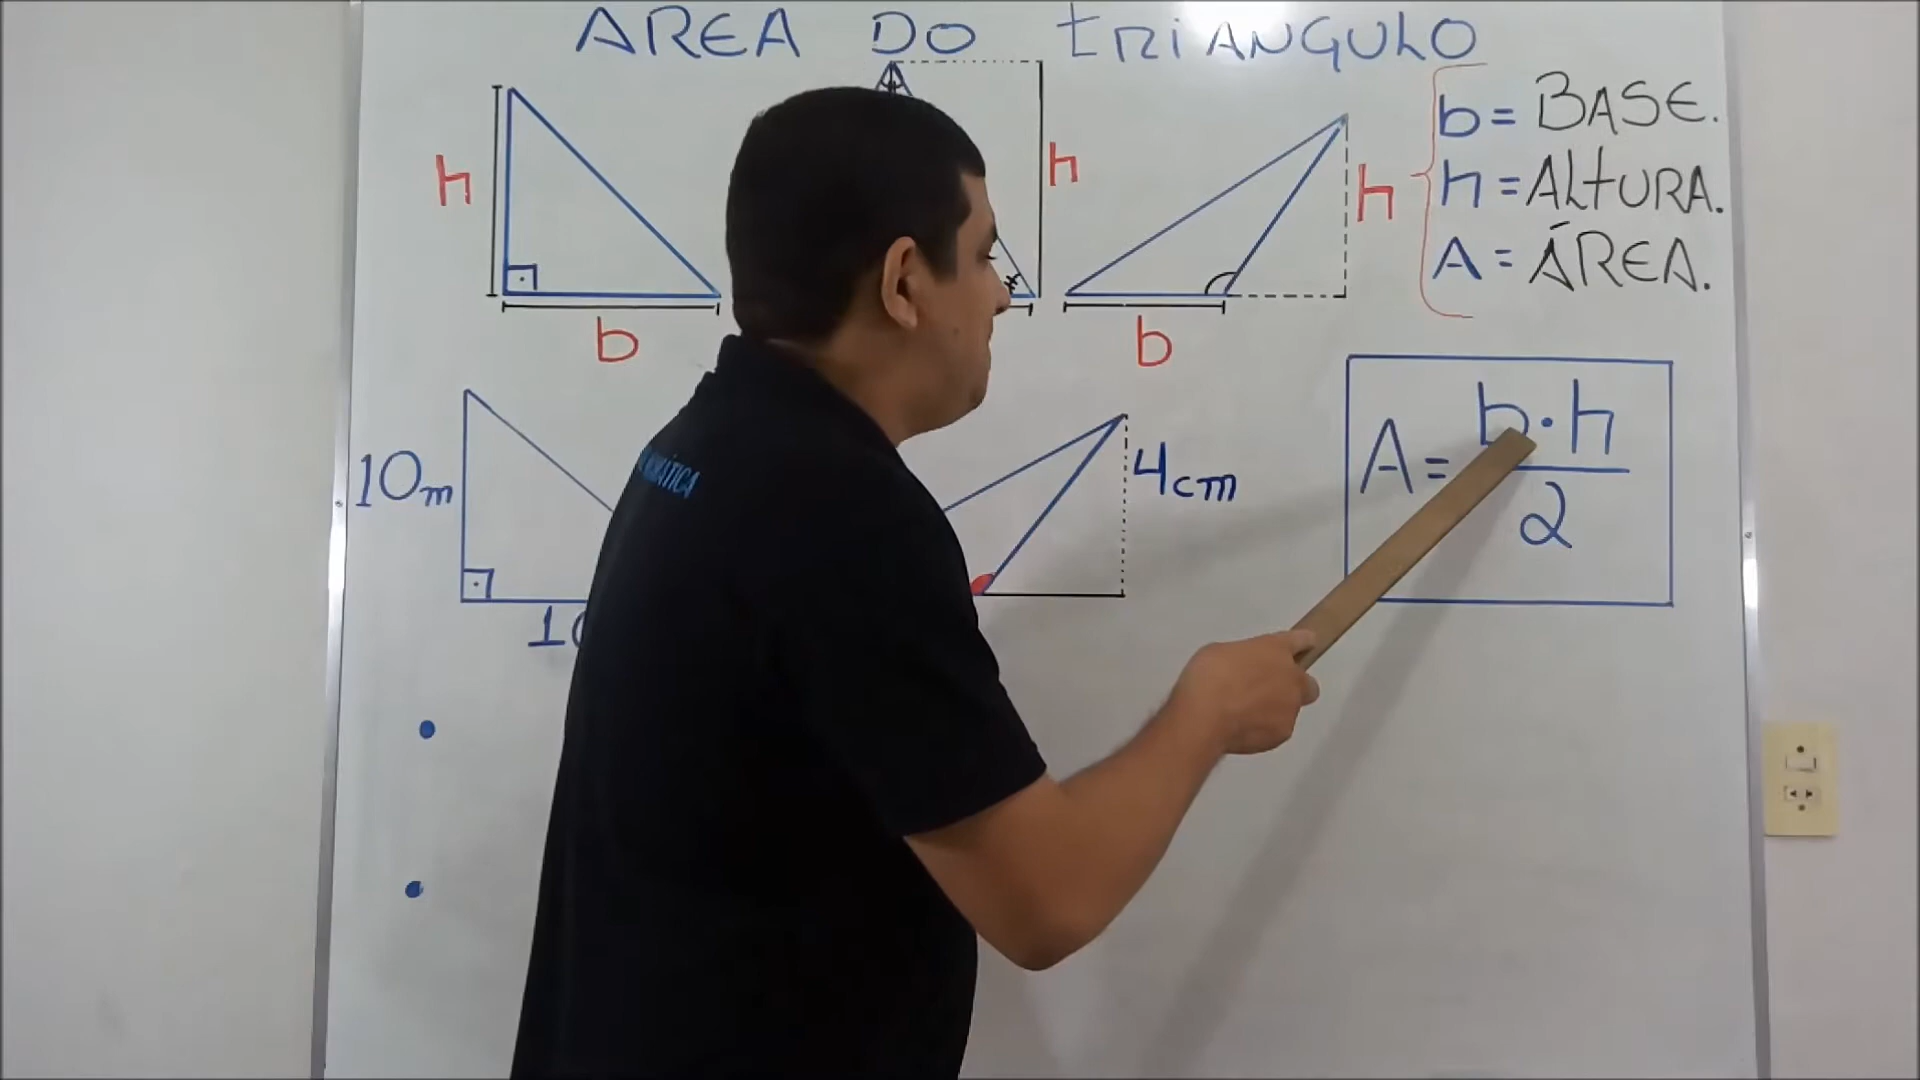 AREA DO tRIANGULO
h
b
h
h
b
b = BASE.
h = ALtURA.
A = ÁREA.
10m
4cm
A = b·h
2